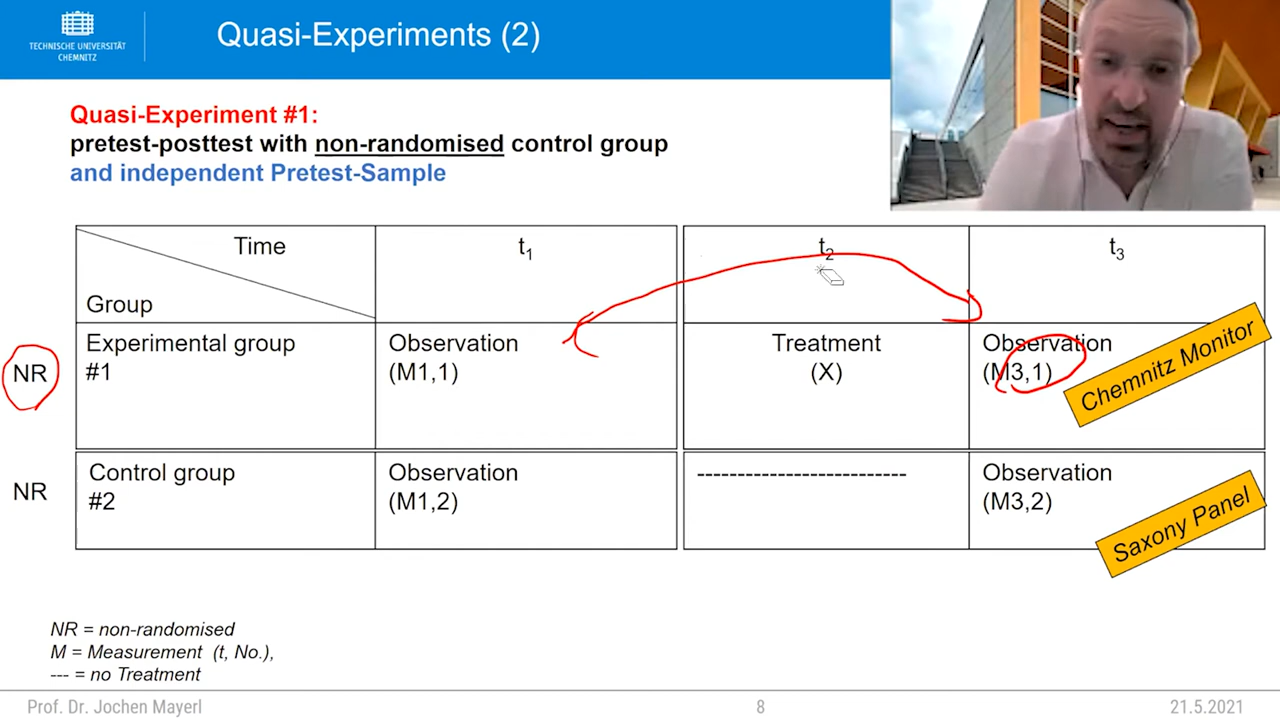 TECHNISCHE UNIVERSITÄT
CHEMNITZ
Quasi-Experiments (2)
Quasi-Experiment #1:
pretest-posttest with non-randomised control group
and independent Pretest-Sample
Time
Group
t1
t2
t3
NR
Experimental group
#1
Observation
(M1,1)
Treatment
(X)
Observation
(M3,1)
Chemnitz Monitor
NR
Control group
#2
Observation
(M1,2)
--------------------------
Observation
(M3,2)
Saxony Panel
NR = non-randomised
M = Measurement (t, No.),
--- = no Treatment
Prof. Dr. Jochen Mayerl
8
21.5.2021